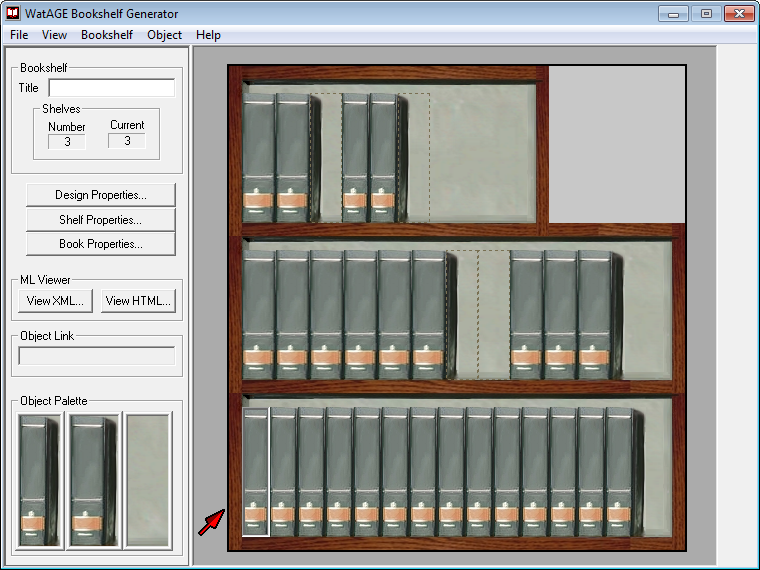 WatAGE Bookshelf Generator
File View Bookshelf Object Help
Bookshelf
Title
Shelves
Number Current
3 3
Design Properties...
Shelf Properties...
Book Properties...
ML Viewer
View XML... View HTML...
Object Link
Object Palette